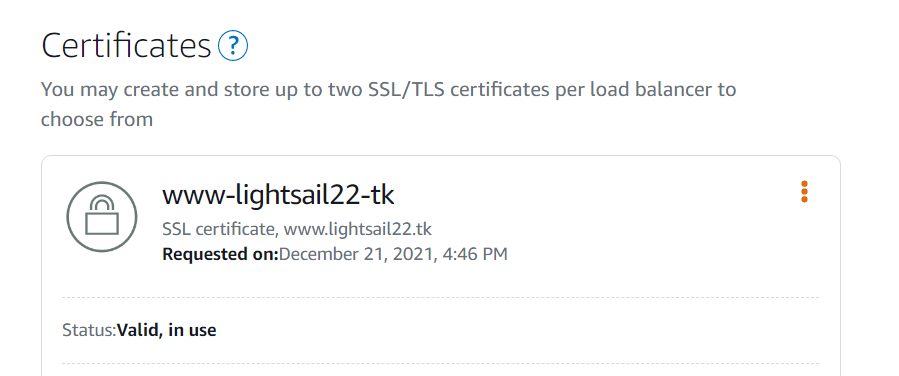 Certificates ?
You may create and store up to two SSL/TLS certificates per load balancer to
choose from
www-lightsail22-tk
SSL certificate, www.lightsail22.tk
Requested on:December 21, 2021, 4:46 PM
Status:Valid, in use